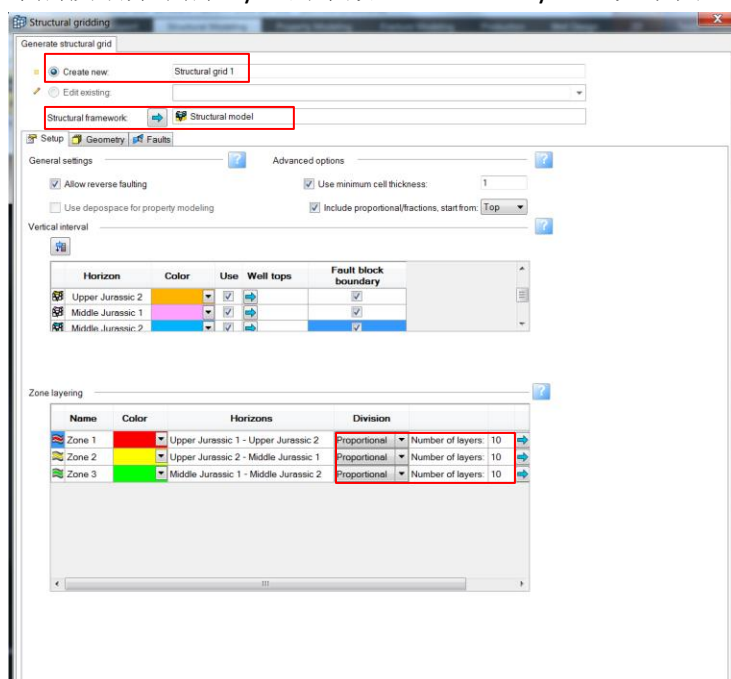 Structural gridding
Generate structural grid
Create new: Structural grid 1
Edit existing:
Structural framework: Structural model
Setup Geometry Faults
General settings ? Advanced options ?
Allow reverse faulting Use minimum cell thickness: 1
Use depospace for property modeling Include proportional/fractions, start from: Top
Vertical interval ?
Horizon Color Use Well tops Fault block boundary
Upper Jurassic 2
Middle Jurassic 1
Middle Jurassic 2
Zone layering ?
Name Color Horizons Division
Zone 1 Upper Jurassic 1 - Upper Jurassic 2 Proportional Number of layers: 10
Zone 2 Upper Jurassic 2 - Middle Jurassic 1 Proportional Number of layers: 10
Zone 3 Middle Jurassic 1 - Middle Jurassic 2 Proportional Number of layers: 10